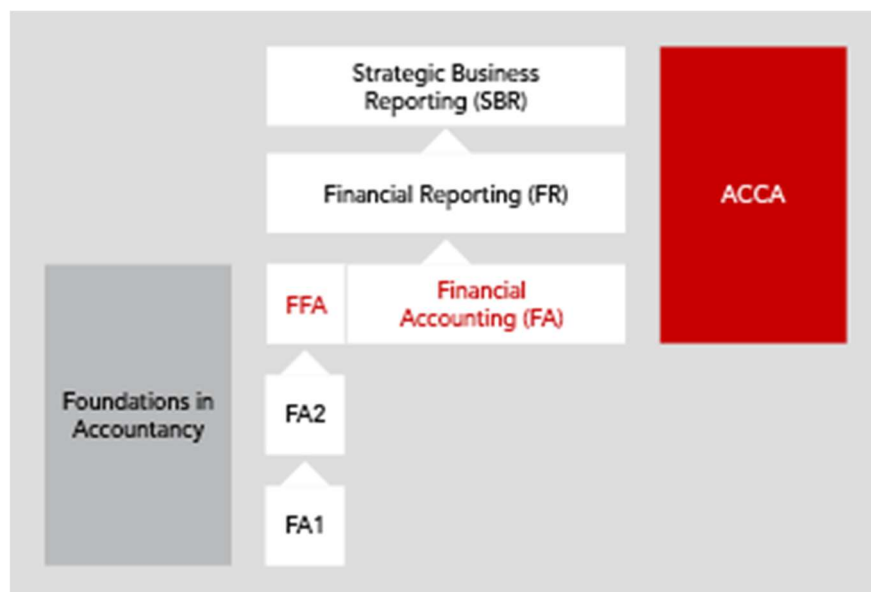 Strategic Business
Reporting (SBR)
Financial Reporting (FR)
ACCA
FFA
Financial
Accounting (FA)
Foundations in
Accountancy
FA2
FA1